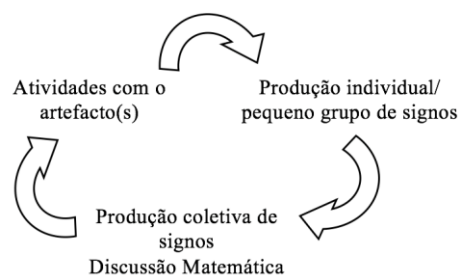 Atividades com o
artefacto(s)
Produção individual/
pequeno grupo de signos
Produção coletiva de
signos
Discussão Matemática